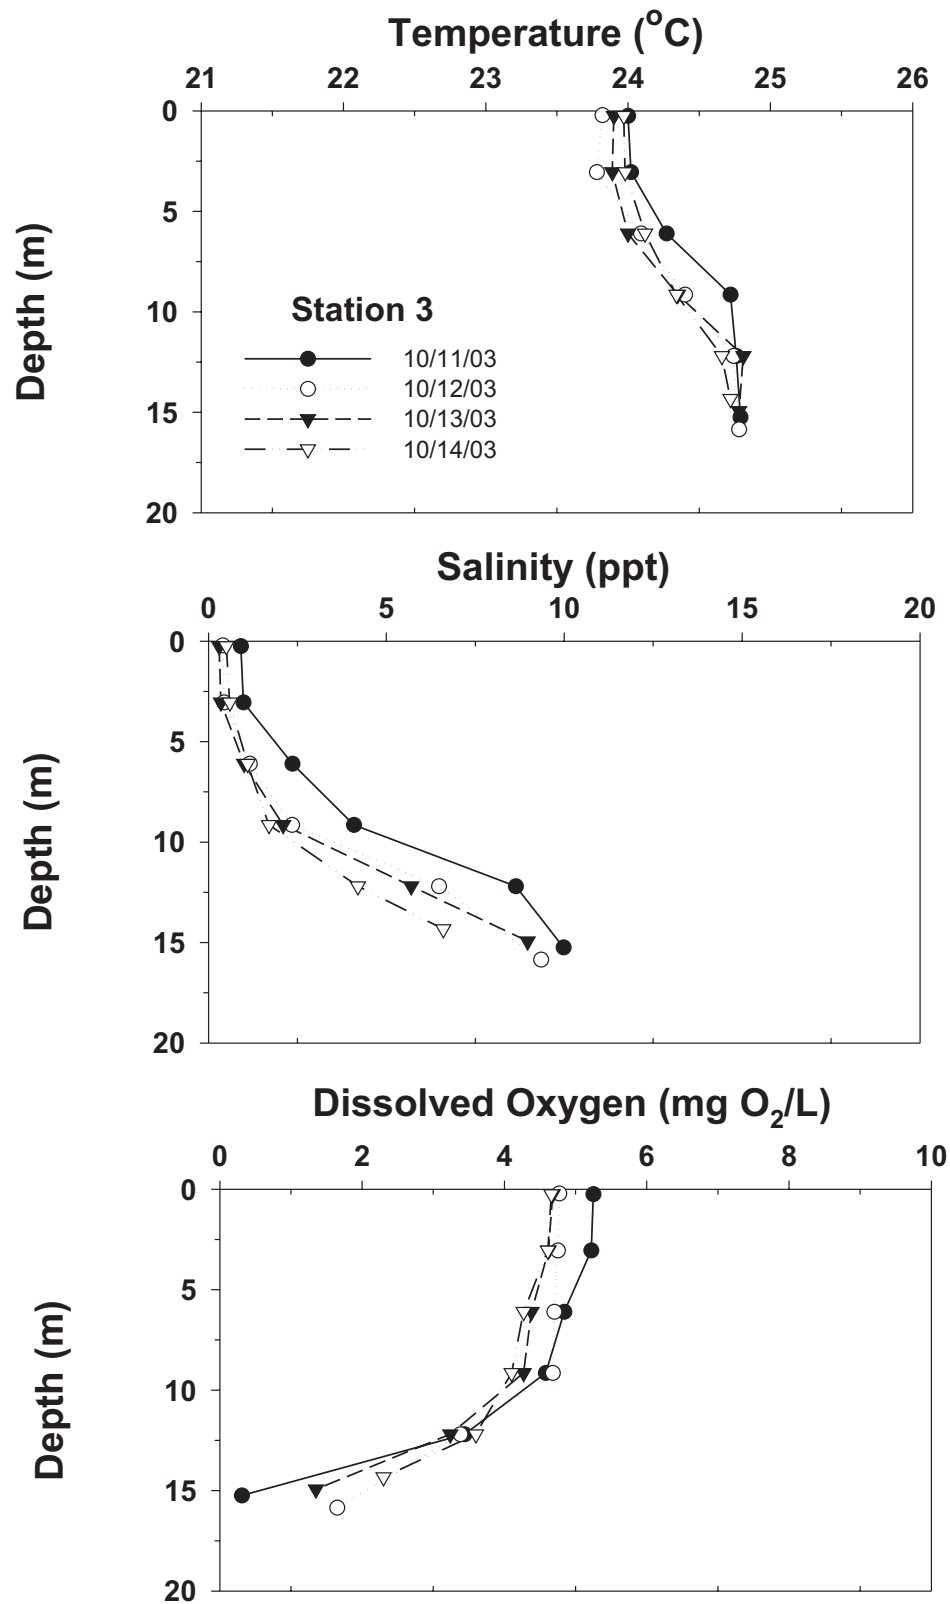 Temperature (°C)
21 22 23 24 25 26
0
5
10
15
20
Depth (m)
Station 3
10/11/03
10/12/03
10/13/03
10/14/03
Salinity (ppt)
0 5 10 15 20
0
5
10
15
20
Depth (m)
Dissolved Oxygen (mg O₂/L)
0 2 4 6 8 10
0
5
10
15
20
Depth (m)